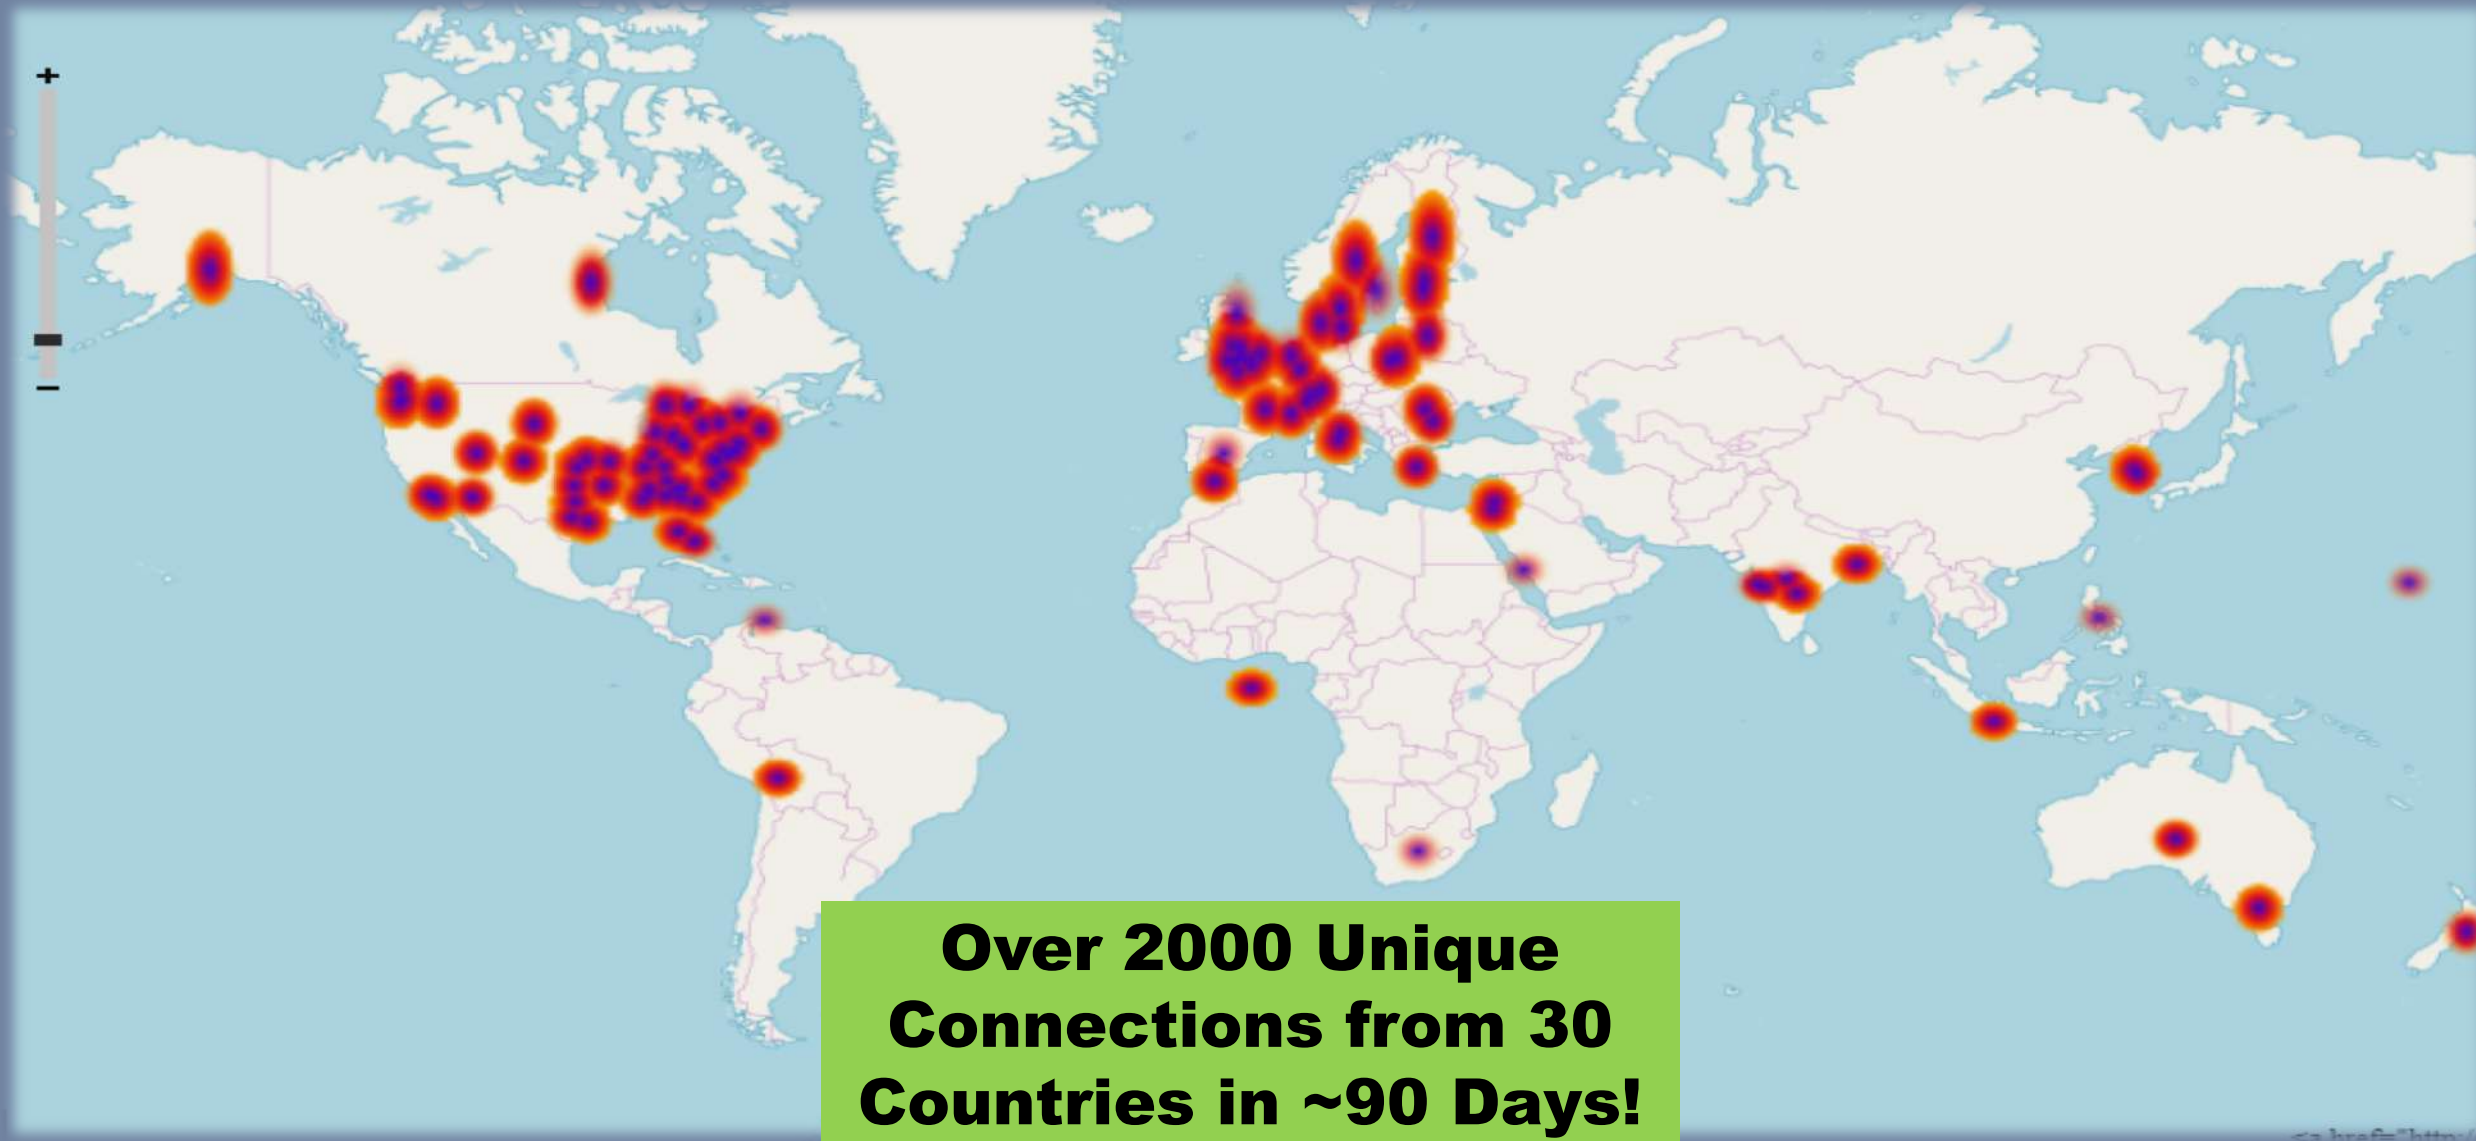 +
−
Over 2000 Unique
Connections from 30
Countries in ~90 Days!